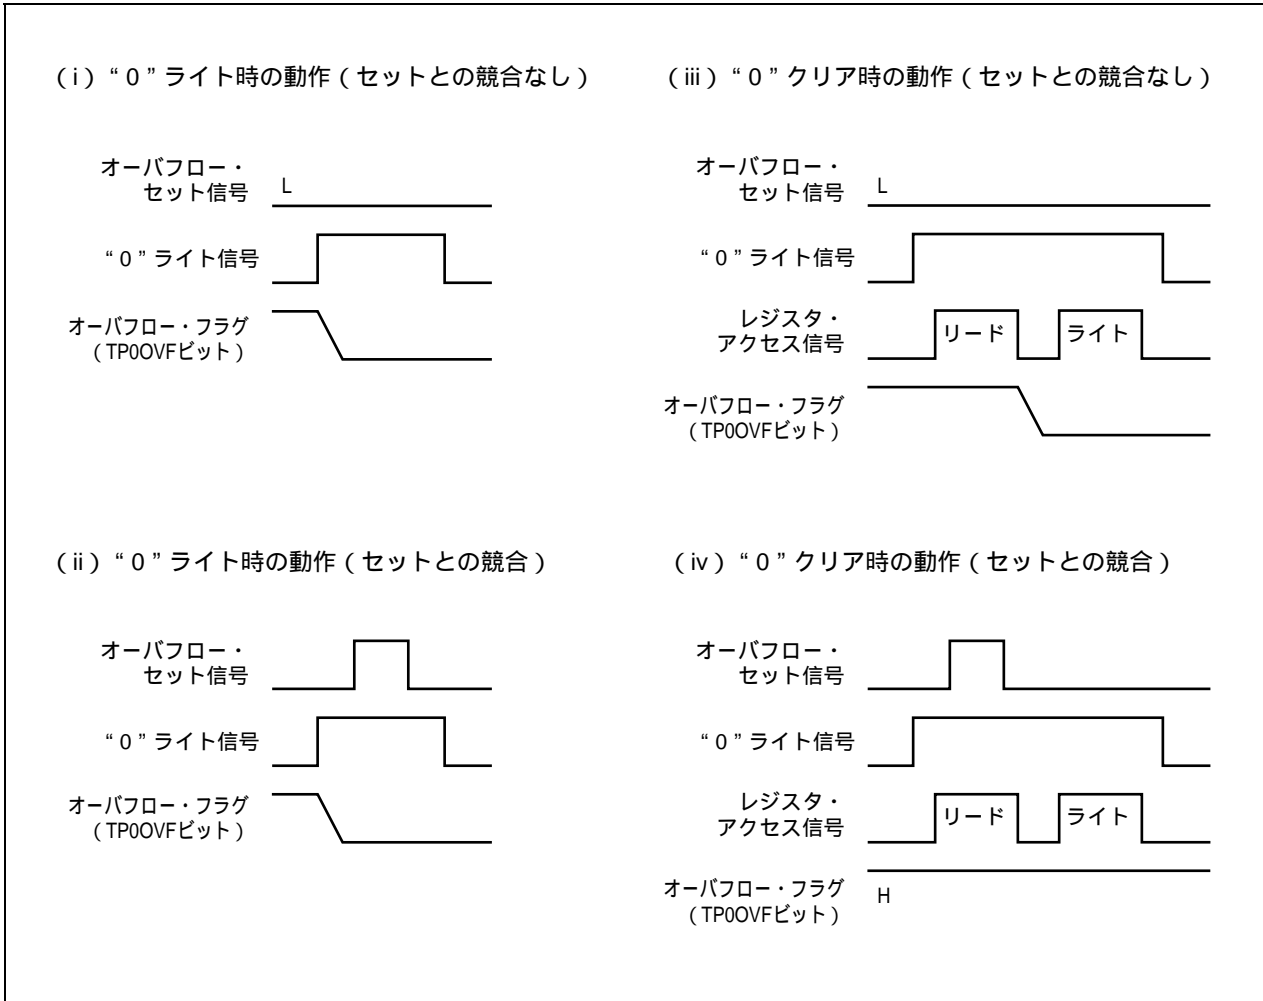 (i) “0” ライト時の動作 (セットとの競合なし)
オーバフロー・
セット信号
L
“0” ライト信号
オーバフロー・フラグ
(TP0OVFビット)
(iii) “0” クリア時の動作 (セットとの競合なし)
オーバフロー・
セット信号
L
“0” ライト信号
レジスタ・
アクセス信号
リード
ライト
オーバフロー・フラグ
(TP0OVFビット)
(ii) “0” ライト時の動作 (セットとの競合)
オーバフロー・
セット信号
“0” ライト信号
オーバフロー・フラグ
(TP0OVFビット)
(iv) “0” クリア時の動作 (セットとの競合)
オーバフロー・
セット信号
“0” ライト信号
レジスタ・
アクセス信号
リード
ライト
オーバフロー・フラグ
(TP0OVFビット)
H